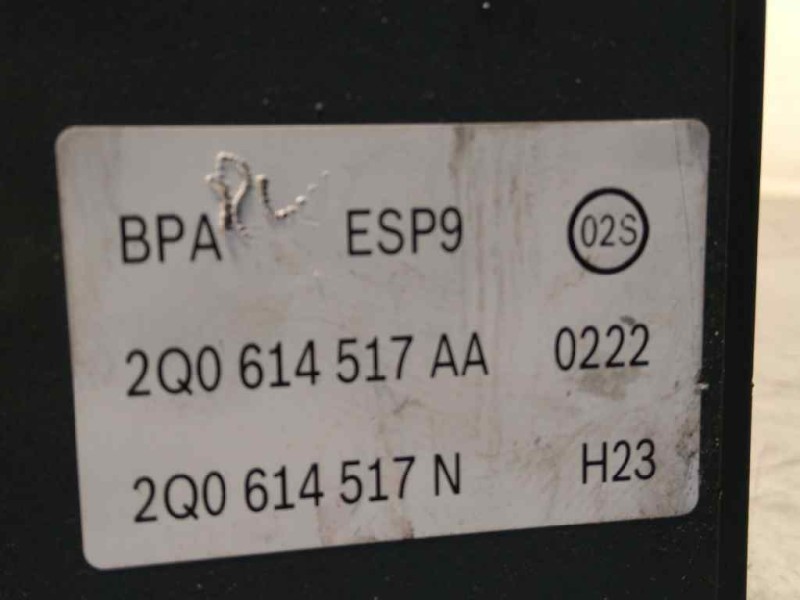 BPA ESP9 02S
2Q0 614 517 AA 0222
2Q0 614 517 N H23